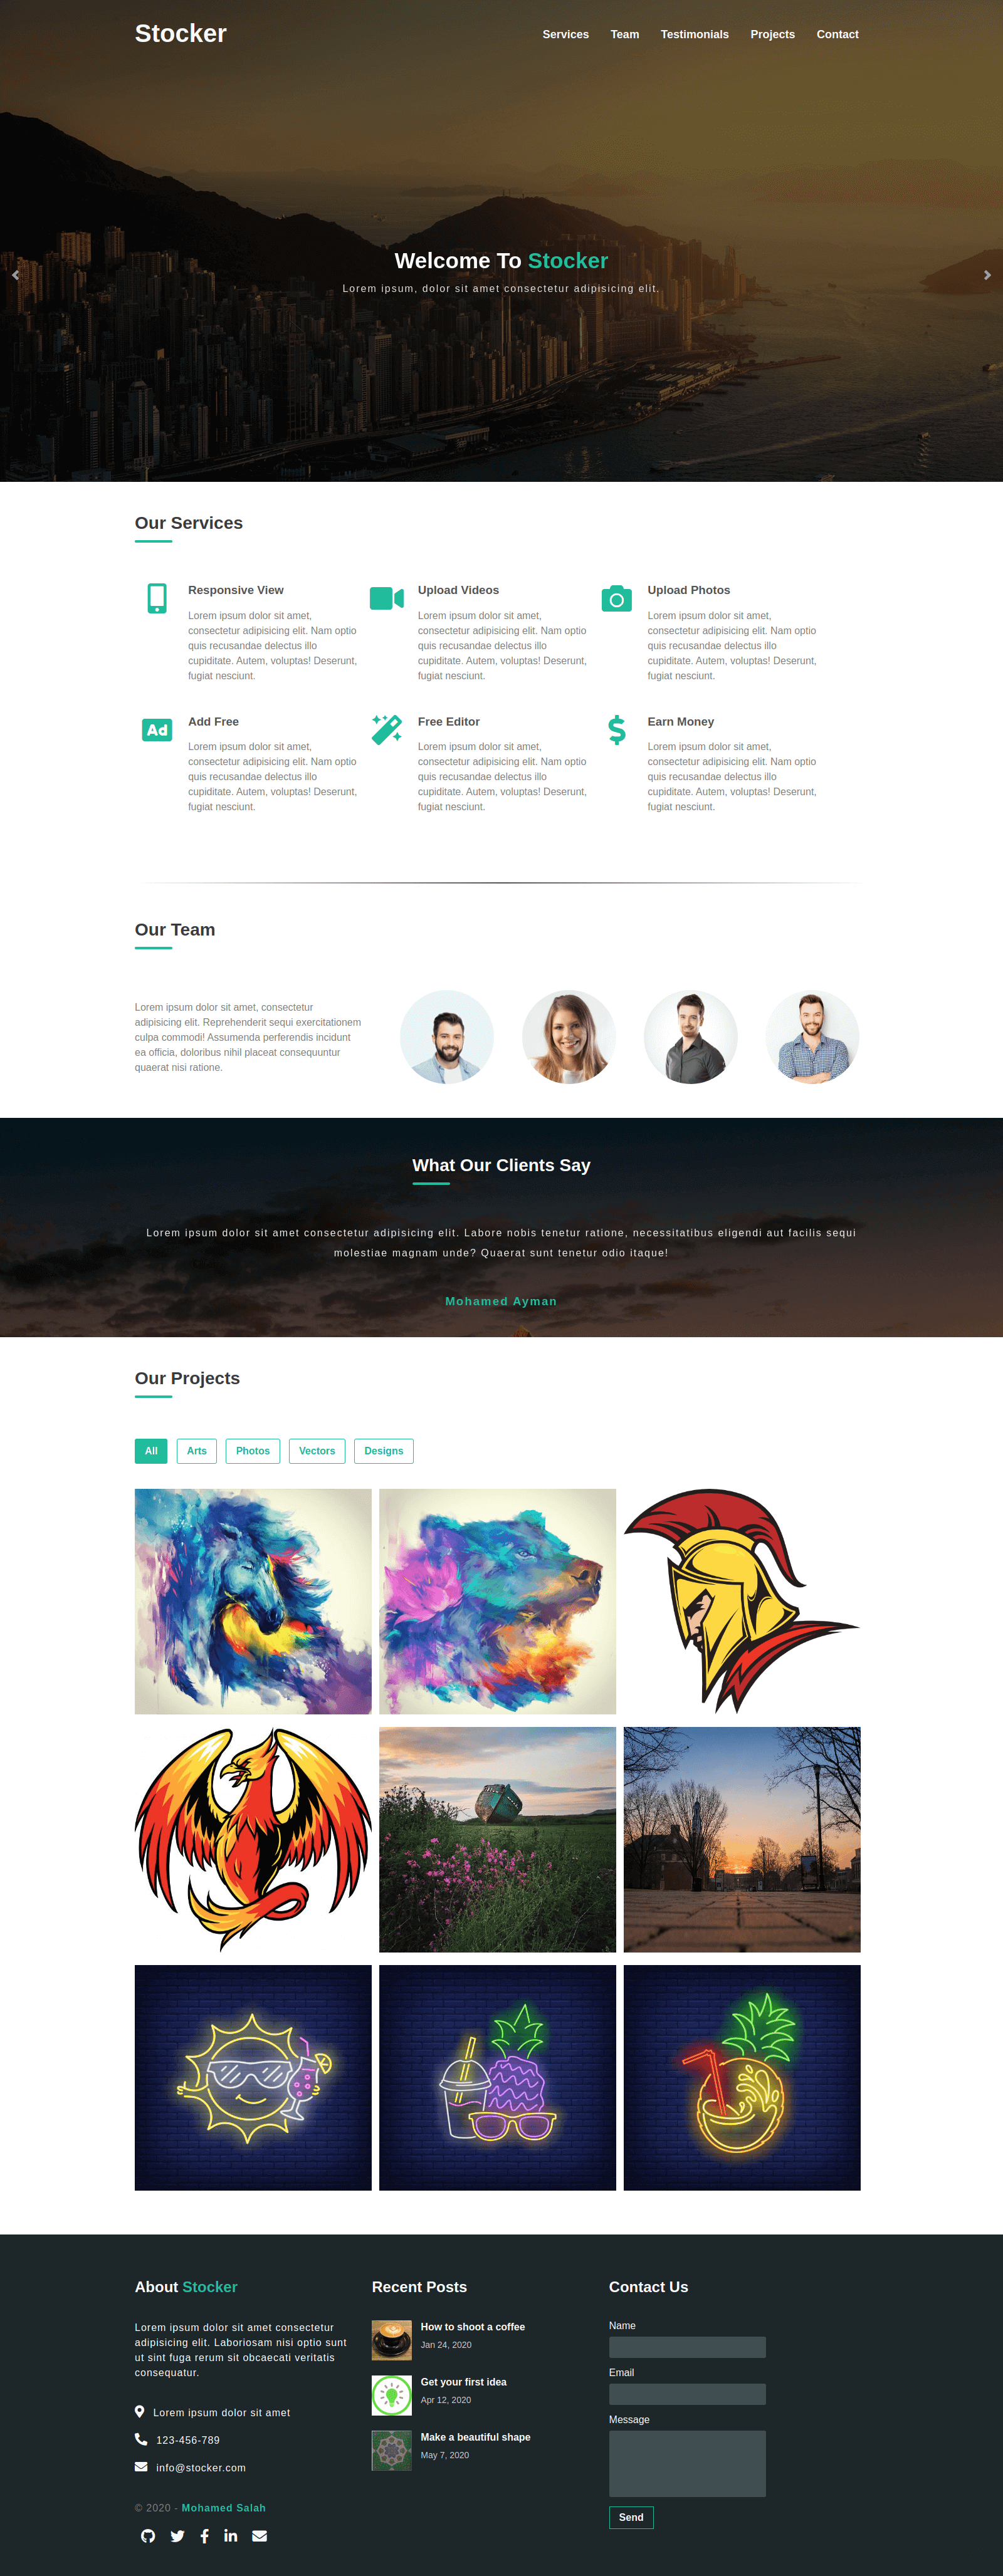 Stocker
Services Team Testimonials Projects Contact
Welcome To Stocker
Lorem ipsum, dolor sit amet consectetur adipisicing elit.
Our Services
Responsive View
Lorem ipsum dolor sit amet,
consectetur adipisicing elit. Nam optio
quis recusandae delectus illo
cupiditate. Autem, voluptas! Deserunt,
fugiat nesciunt.
Upload Videos
Lorem ipsum dolor sit amet,
consectetur adipisicing elit. Nam optio
quis recusandae delectus illo
cupiditate. Autem, voluptas! Deserunt,
fugiat nesciunt.
Upload Photos
Lorem ipsum dolor sit amet,
consectetur adipisicing elit. Nam optio
quis recusandae delectus illo
cupiditate. Autem, voluptas! Deserunt,
fugiat nesciunt.
Ad
Add Free
Lorem ipsum dolor sit amet,
consectetur adipisicing elit. Nam optio
quis recusandae delectus illo
cupiditate. Autem, voluptas! Deserunt,
fugiat nesciunt.
Free Editor
Lorem ipsum dolor sit amet,
consectetur adipisicing elit. Nam optio
quis recusandae delectus illo
cupiditate. Autem, voluptas! Deserunt,
fugiat nesciunt.
$
Earn Money
Lorem ipsum dolor sit amet,
consectetur adipisicing elit. Nam optio
quis recusandae delectus illo
cupiditate. Autem, voluptas! Deserunt,
fugiat nesciunt.
Our Team
Lorem ipsum dolor sit amet, consectetur
adipisicing elit. Reprehenderit sequi exercitationem
culpa commodi! Assumenda perferendis incidunt
ea officia, doloribus nihil placeat consequuntur
quaerat nisi ratione.
What Our Clients Say
Lorem ipsum dolor sit amet consectetur adipisicing elit. Labore nobis tenetur ratione, necessitatibus eligendi aut facilis sequi
molestiae magnam unde? Quaerat sunt tenetur odio itaque!
Mohamed Ayman
Our Projects
All Arts Photos Vectors Designs
About Stocker
Lorem ipsum dolor sit amet consectetur
adipisicing elit. Laboriosam nisi optio sunt
ut sint fuga rerum sit obcaecati veritatis
consequatur.
Lorem ipsum dolor sit amet
123-456-789
info@stocker.com
© 2020 - Mohamed Salah
Recent Posts
How to shoot a coffee
Jan 24, 2020
Get your first idea
Apr 12, 2020
Make a beautiful shape
May 7, 2020
Contact Us
Name
Email
Message
Send